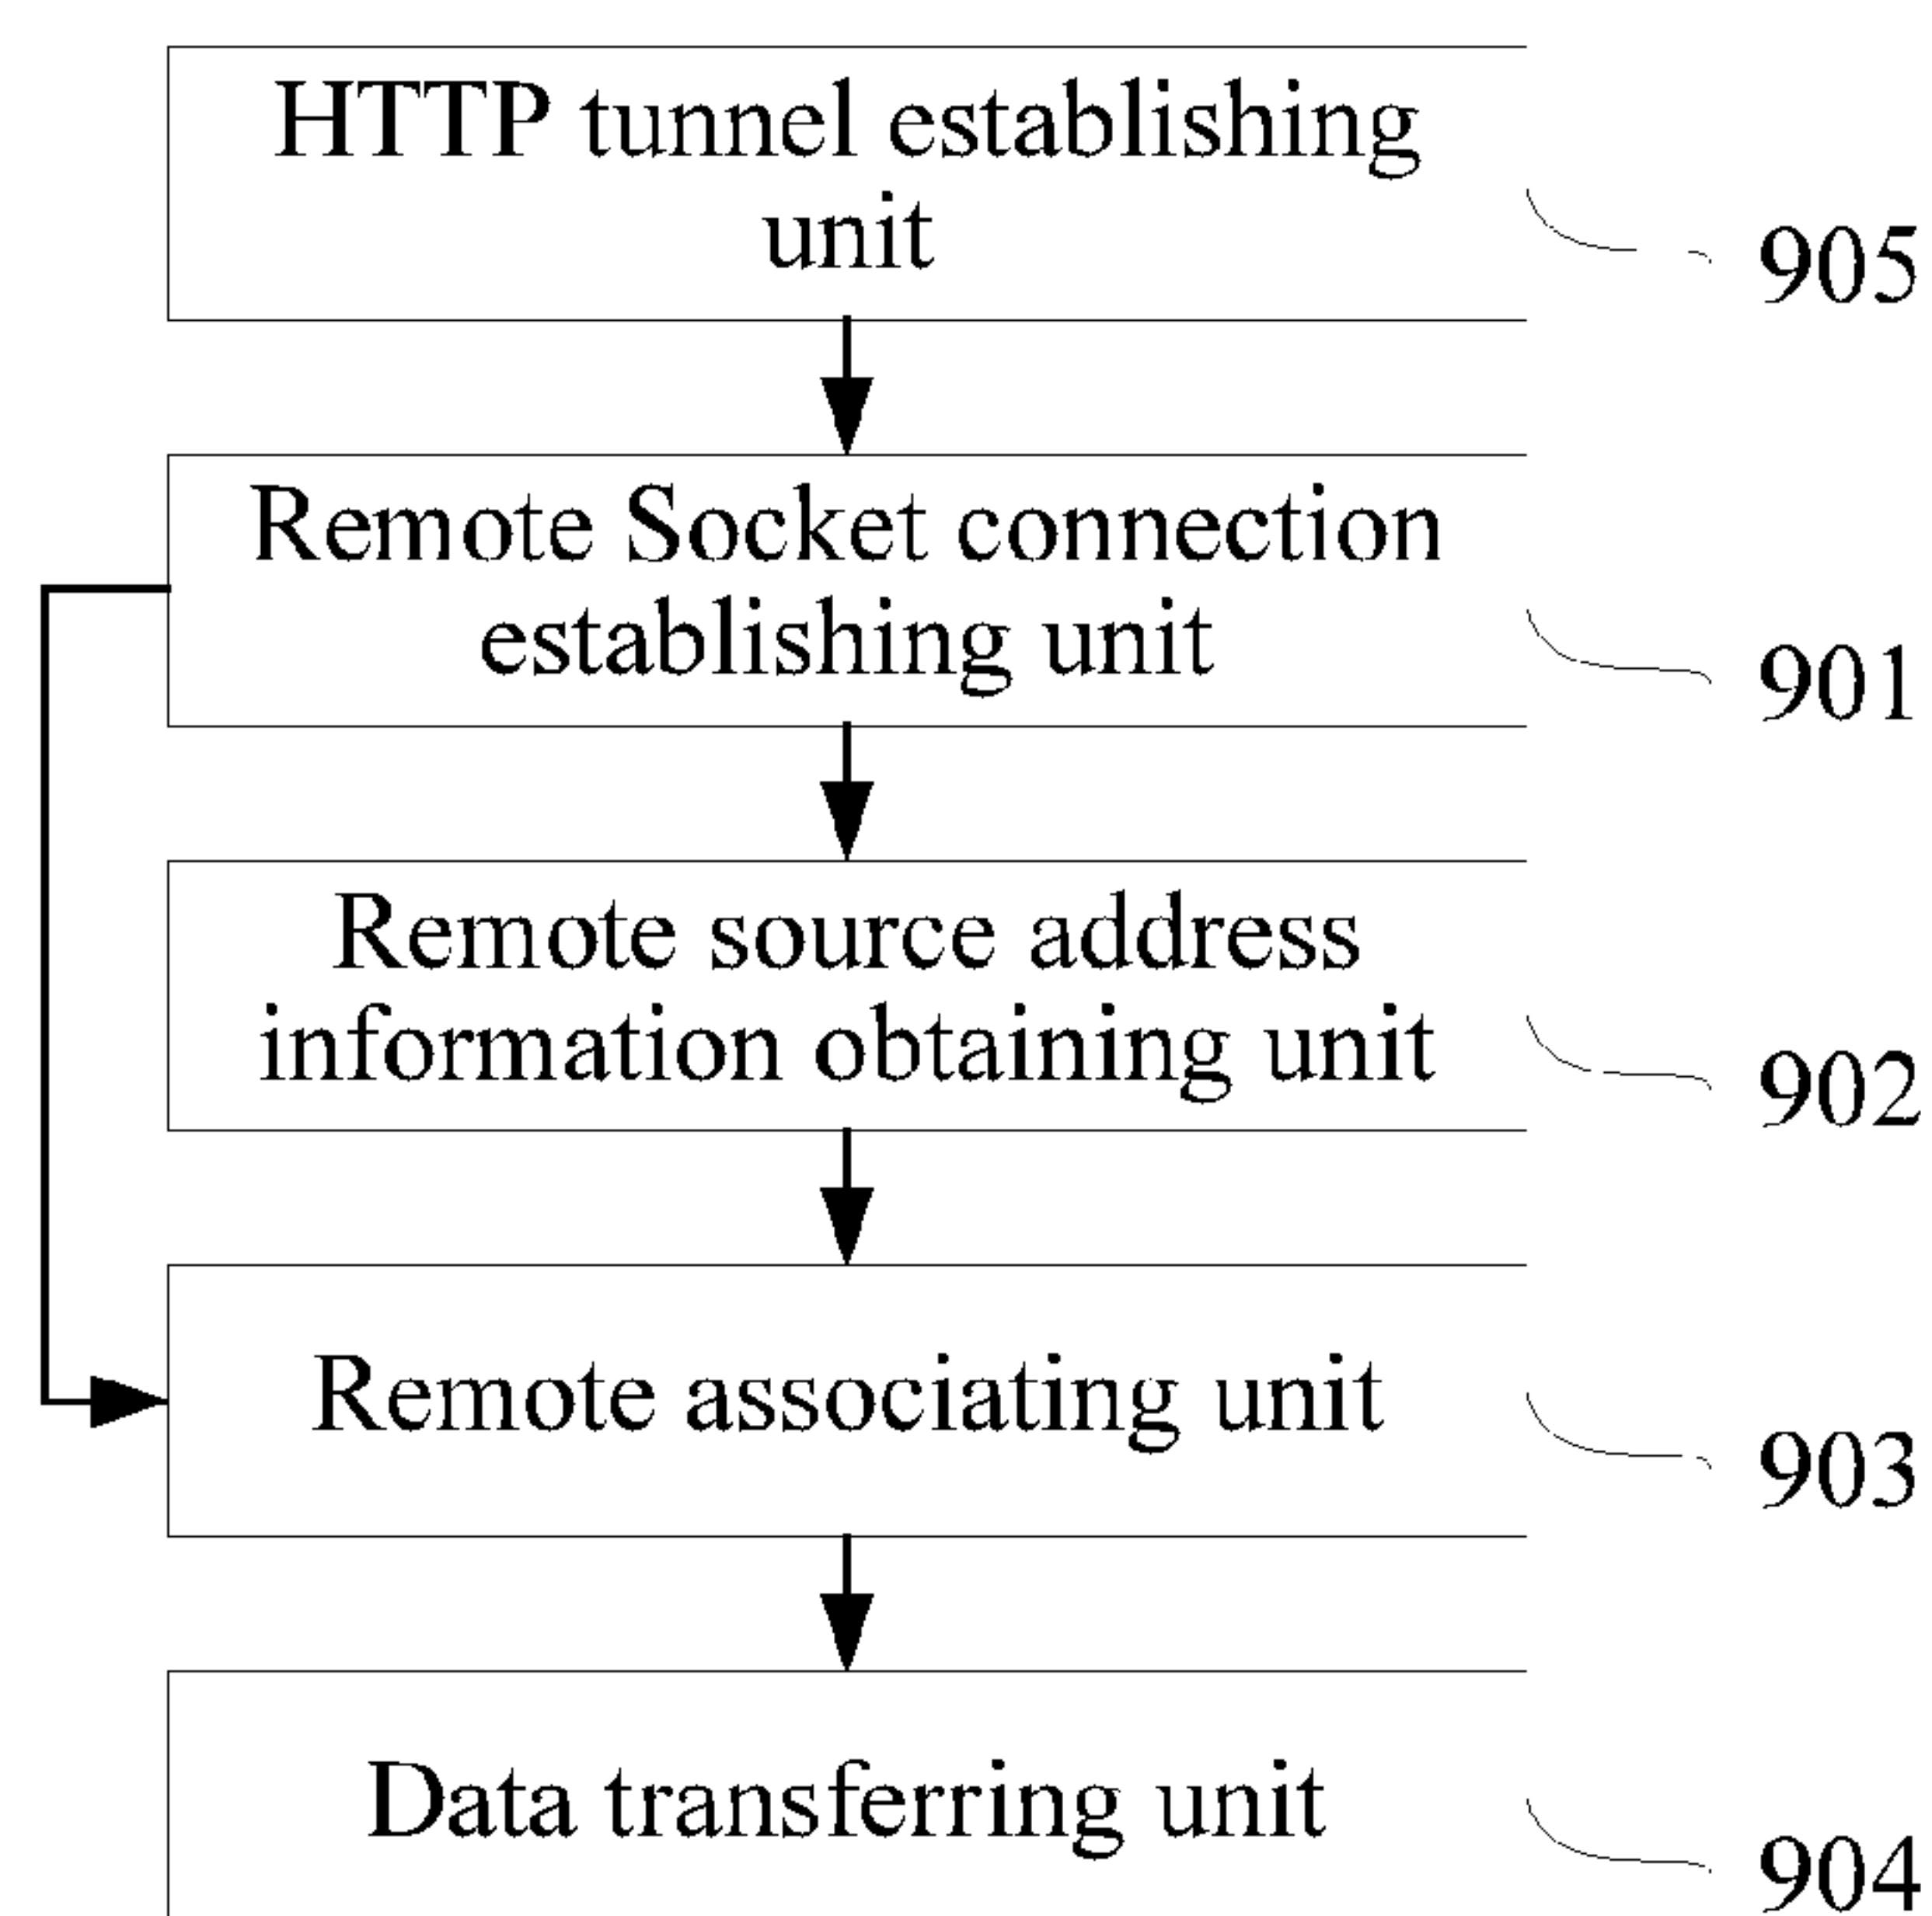 HTTP tunnel establishing
unit
905
Remote Socket connection
establishing unit
901
Remote source address
information obtaining unit
902
Remote associating unit
903
Data transferring unit
904